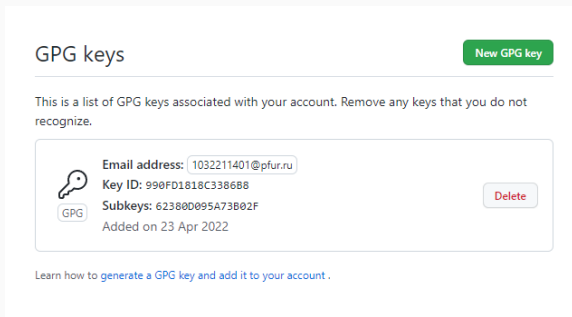 GPG keys
New GPG key
This is a list of GPG keys associated with your account. Remove any keys that you do not
recognize.
Email address: 1032211401@pfur.ru
Key ID: 990FD1818C3386B8
Subkeys: 62380D095A73B02F
GPG
Added on 23 Apr 2022
Delete
Learn how to generate a GPG key and add it to your account .